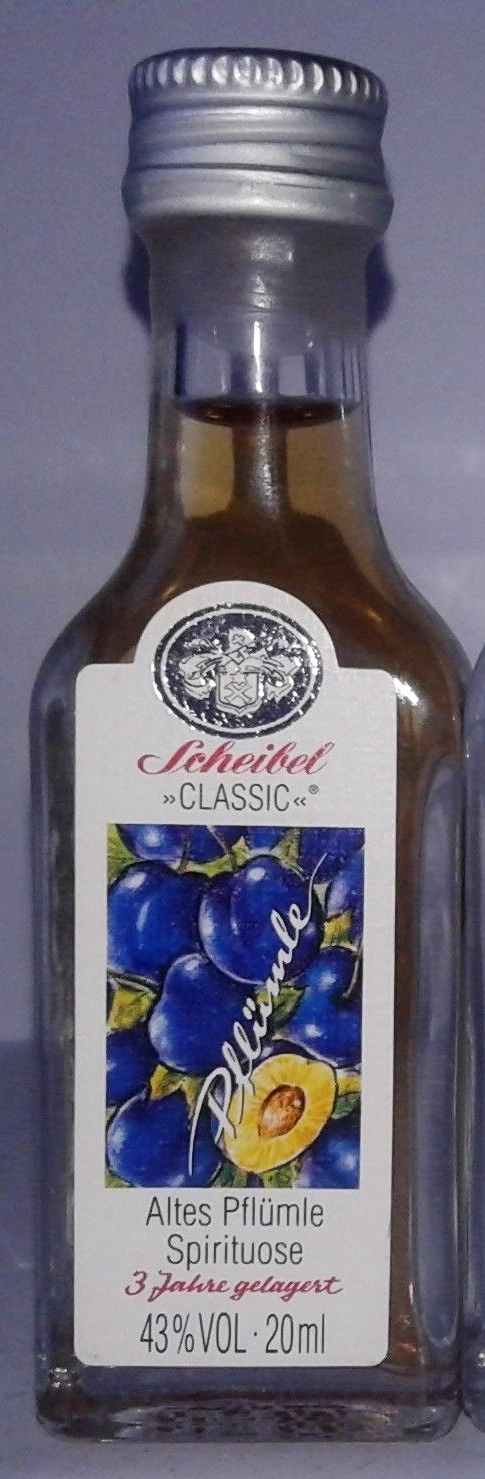 Scheibel
»CLASSIC«®
Pflümle
Altes Pflümle
Spirituose
3 Jahre gelagert
43%VOL · 20ml